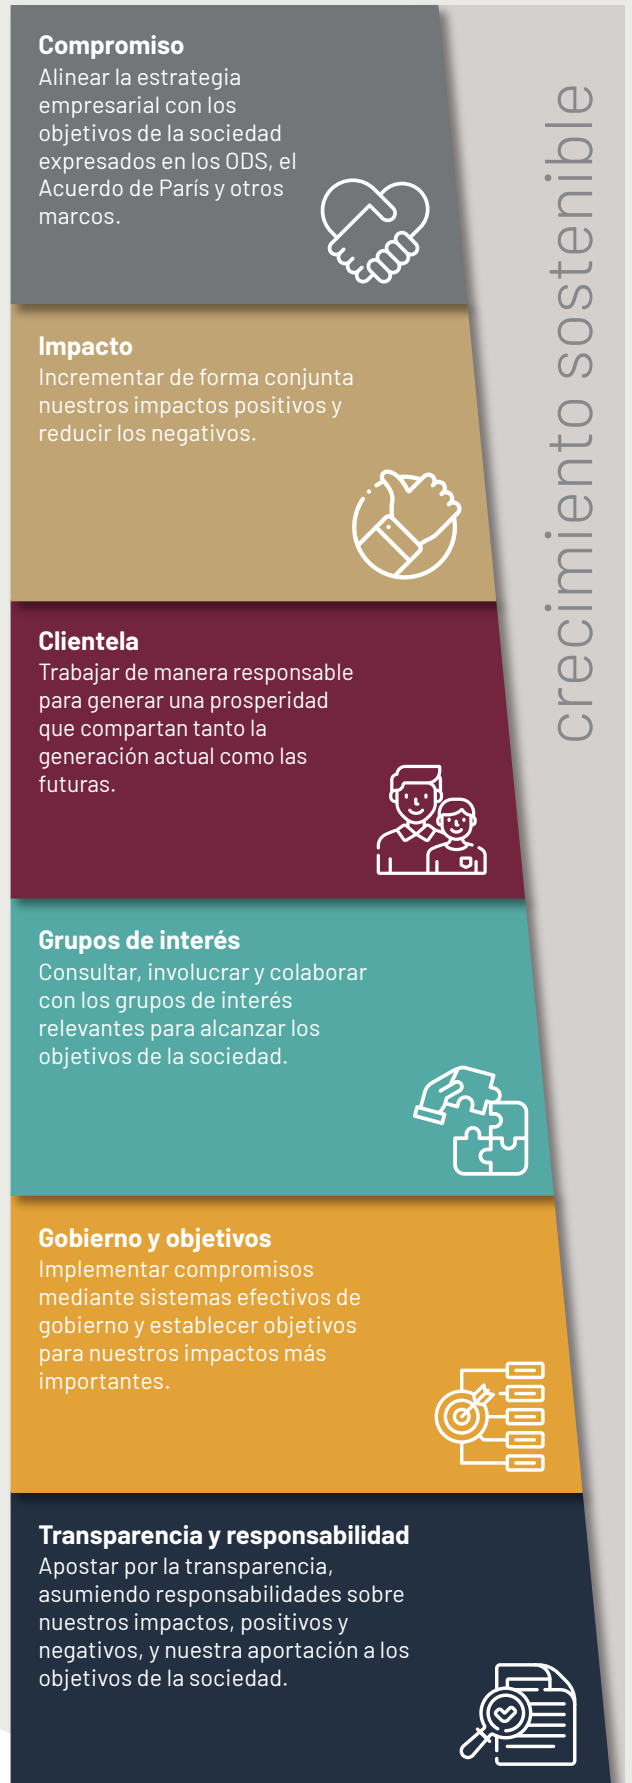 Compromiso
Alinear la estrategia
empresarial con los
objetivos de la sociedad
expresados en los ODS, el
Acuerdo de París y otros
marcos.
Impacto
Incrementar de forma conjunta
nuestros impactos positivos y
reducir los negativos.
Clientela
Trabajar de manera responsable
para generar una prosperidad
que compartan tanto la
generación actual como las
futuras.
Grupos de interés
Consultar, involucrar y colaborar
con los grupos de interés
relevantes para alcanzar los
objetivos de la sociedad.
Gobierno y objetivos
Implementar compromisos
mediante sistemas efectivos de
gobierno y establecer objetivos
para nuestros impactos más
importantes.
Transparencia y responsabilidad
Apostar por la transparencia,
asumiendo responsabilidades sobre
nuestros impactos, positivos y
negativos, y nuestra aportación a los
objetivos de la sociedad.
crecimiento sostenible